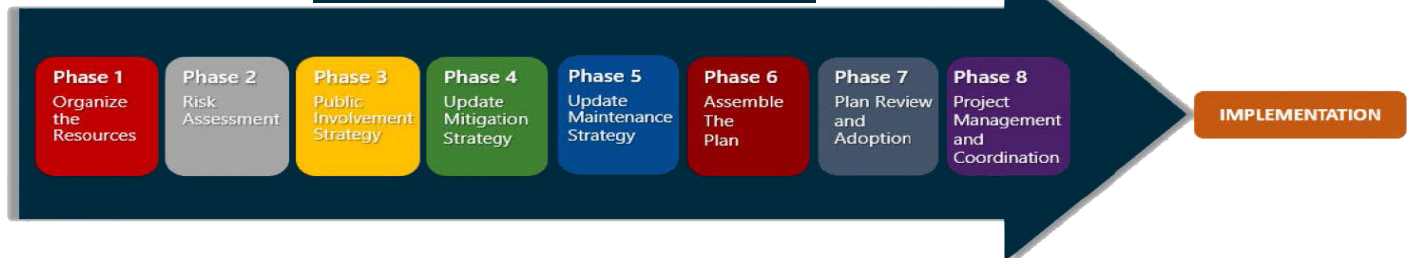 Phase 1
Organize
the
Resources
Phase 2
Risk
Assessment
Phase 3
Public
Involvement
Strategy
Phase 4
Update
Mitigation
Strategy
Phase 5
Update
Maintenance
Strategy
Phase 6
Assemble
The
Plan
Phase 7
Plan Review
and
Adoption
Phase 8
Project
Management
and
Coordination
IMPLEMENTATION